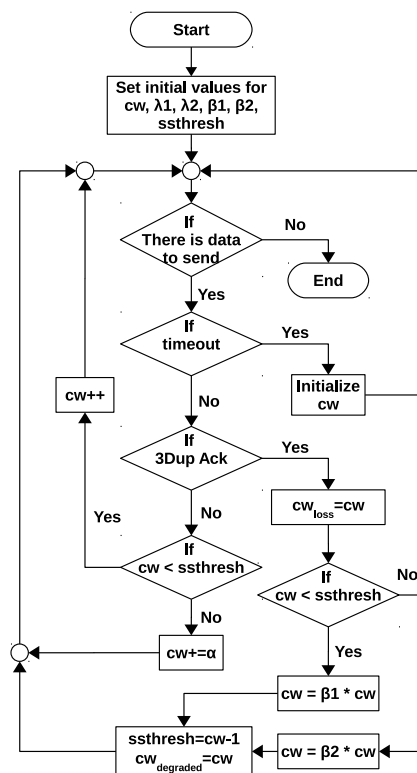 Start
Set initial values for
cw, λ1, λ2, β1, β2,
ssthresh
If
There is data
to send
No
End
Yes
If
timeout
Yes
Initialize
cw
No
cw++
If
3Dup Ack
Yes
cwloss=cw
No
Yes
If
cw < ssthresh
If
cw < ssthresh
No
No
cw+=α
Yes
cw = β1 * cw
ssthresh=cw-1
cwdegraded=cw
cw = β2 * cw